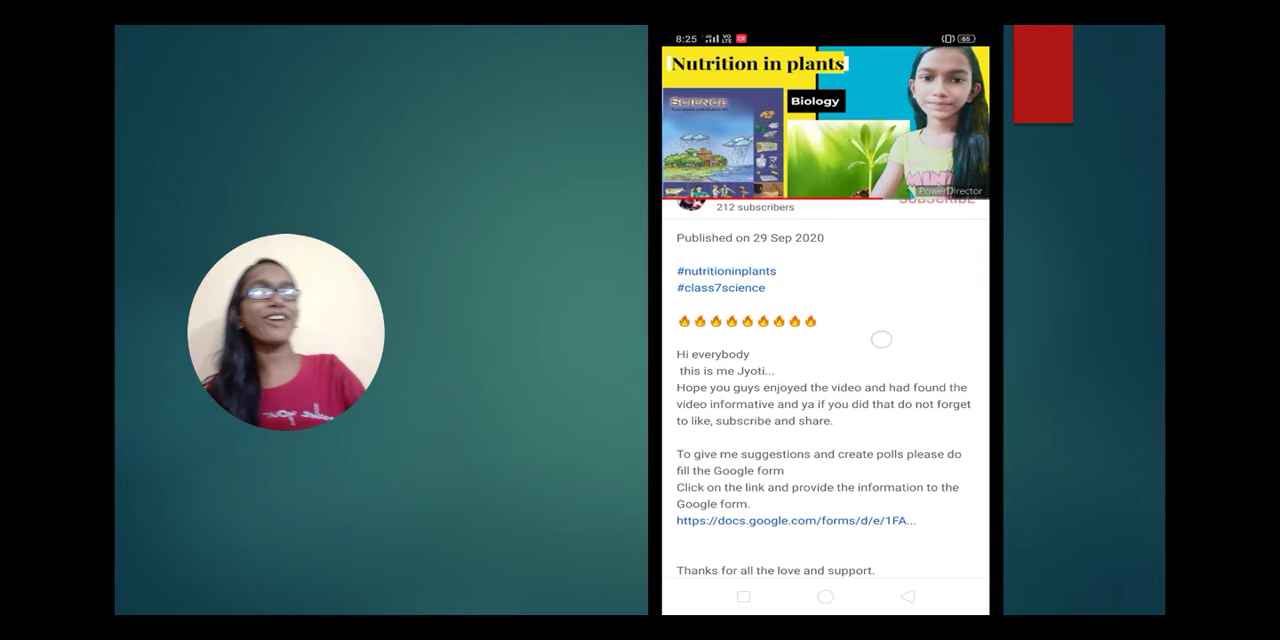 8:25
65
Nutrition in plants
SCIENCE
Biology
PowerDirector
212 subscribers
SUBSCRIBE
Published on 29 Sep 2020
#nutritioninplants
#class7science
Hi everybody
this is me Jyoti...
Hope you guys enjoyed the video and had found the
video informative and ya if you did that do not forget
to like, subscribe and share.
To give me suggestions and create polls please do
fill the Google form
Click on the link and provide the information to the
Google form.
https://docs.google.com/forms/d/e/1FA...
Thanks for all the love and support.